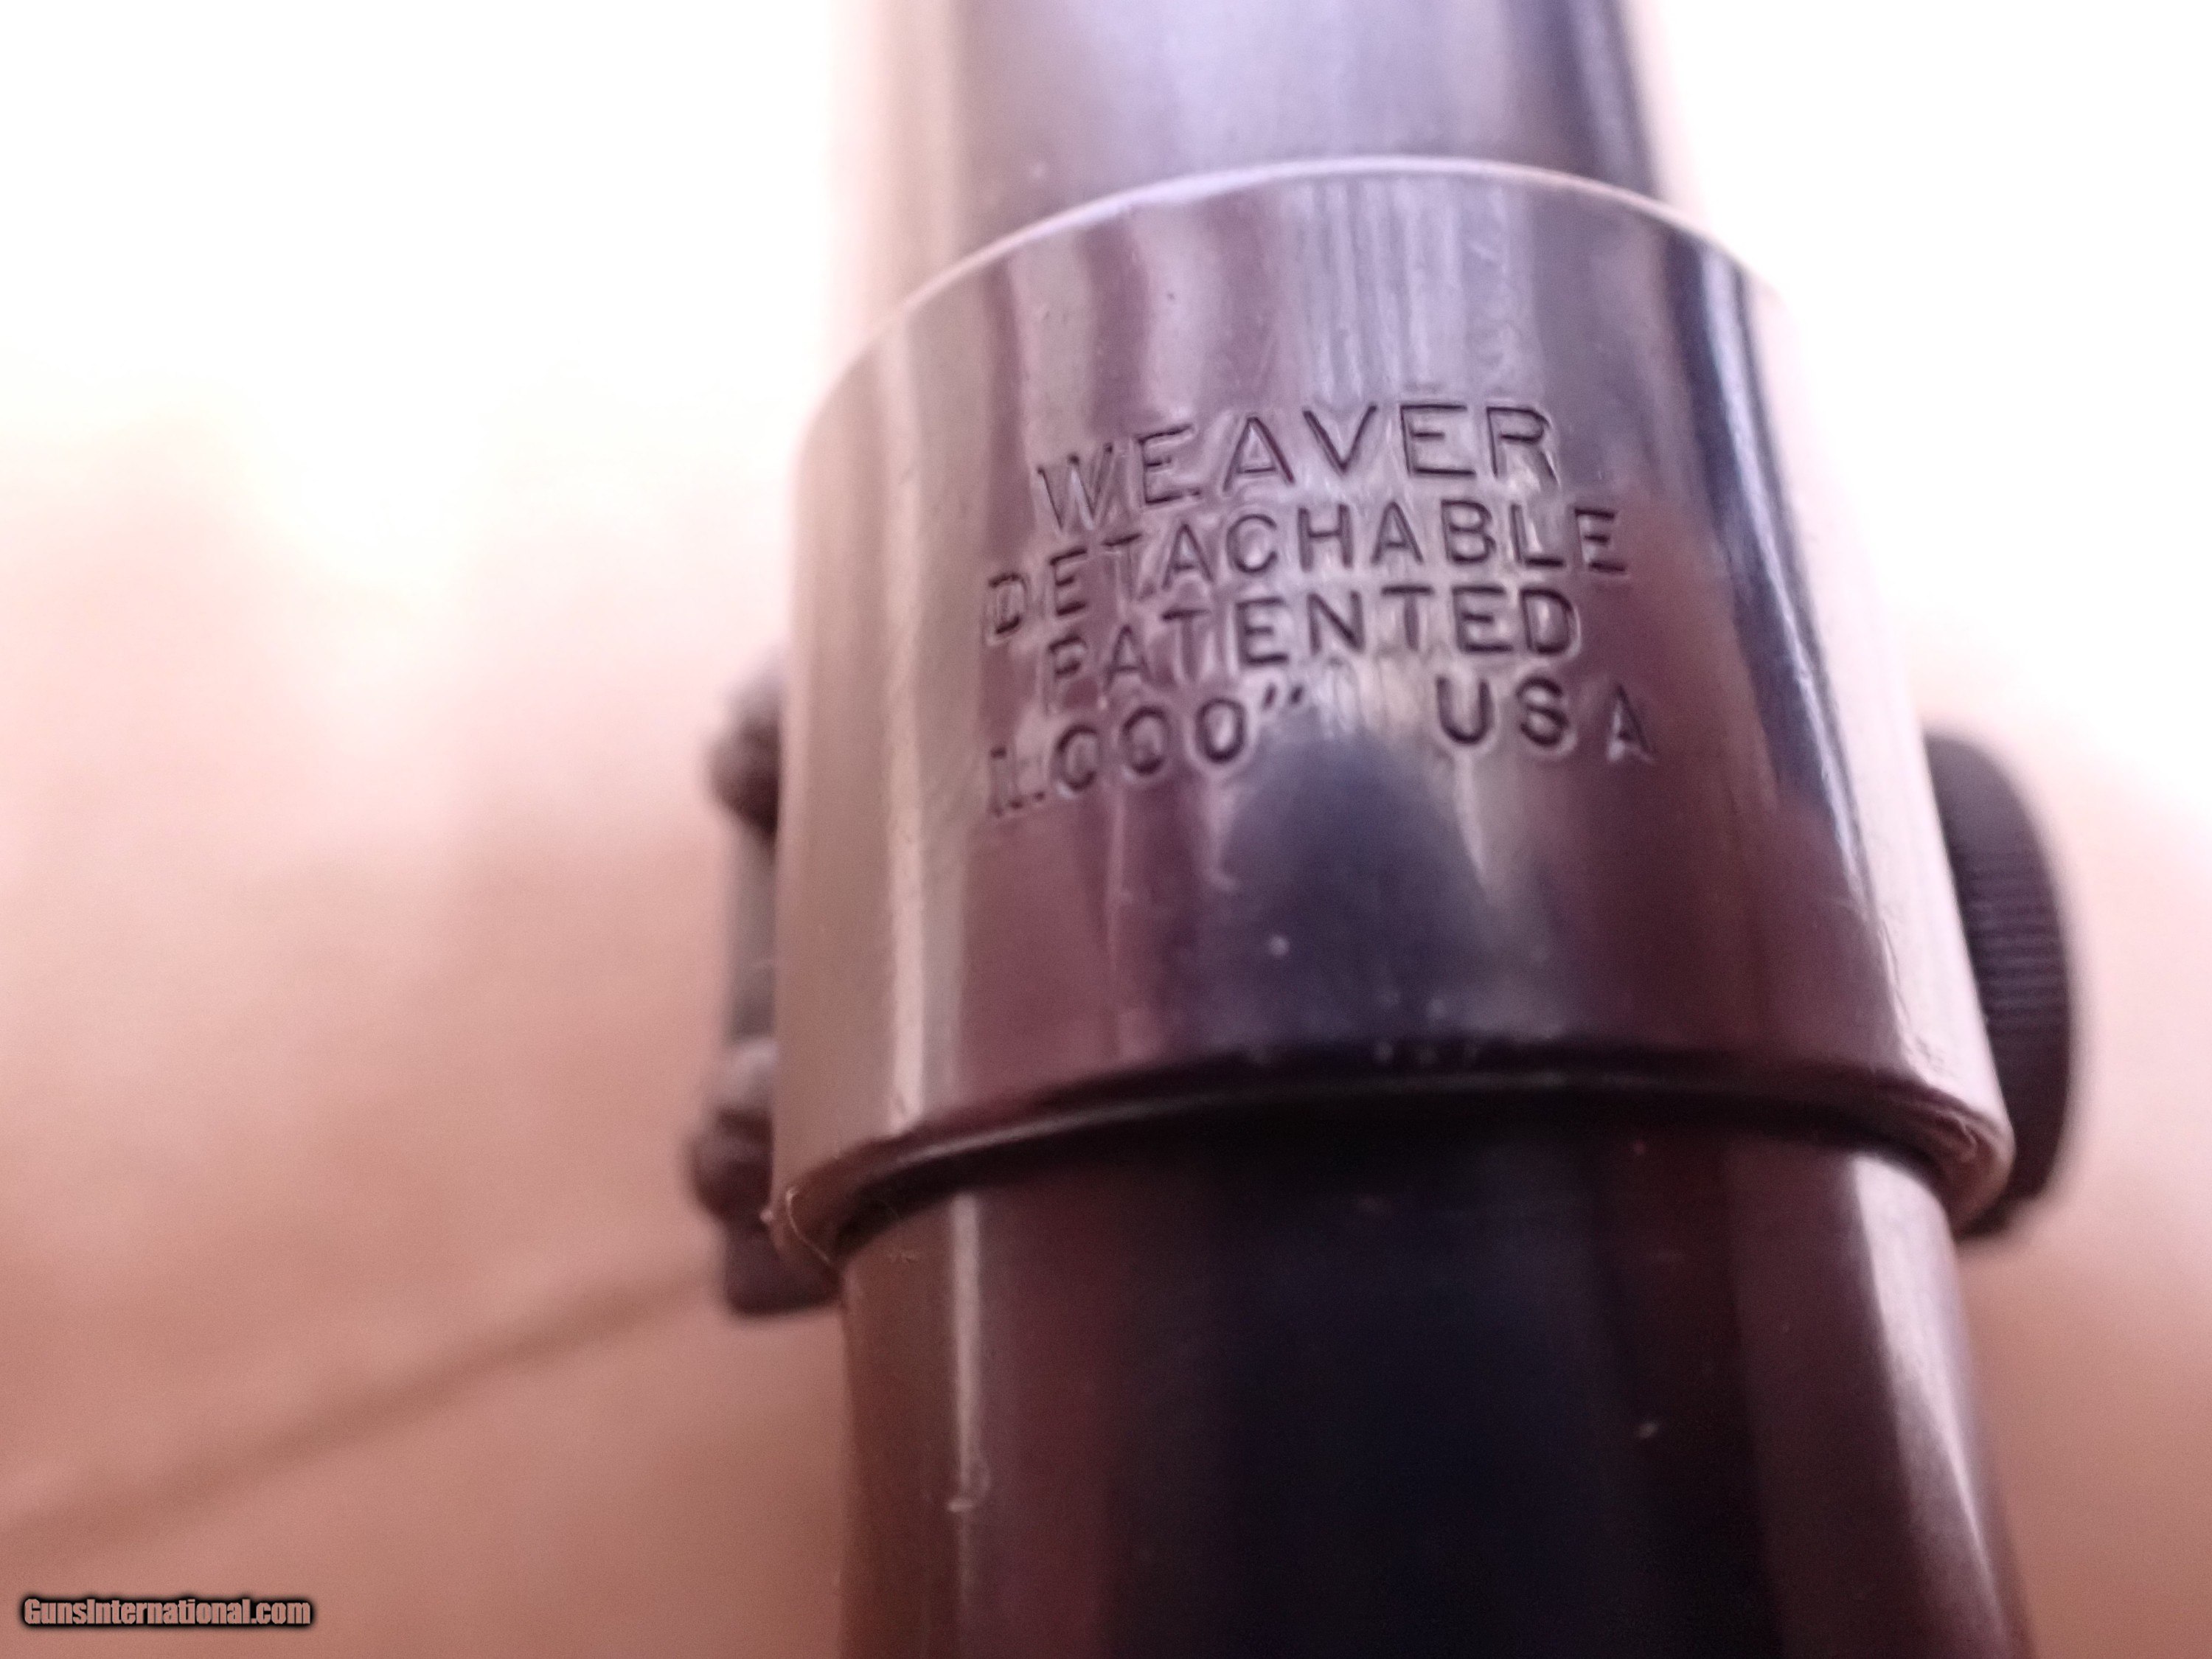 WEAVER
DETACHABLE
PATENTED
1.000" USA
GunsInternational.com